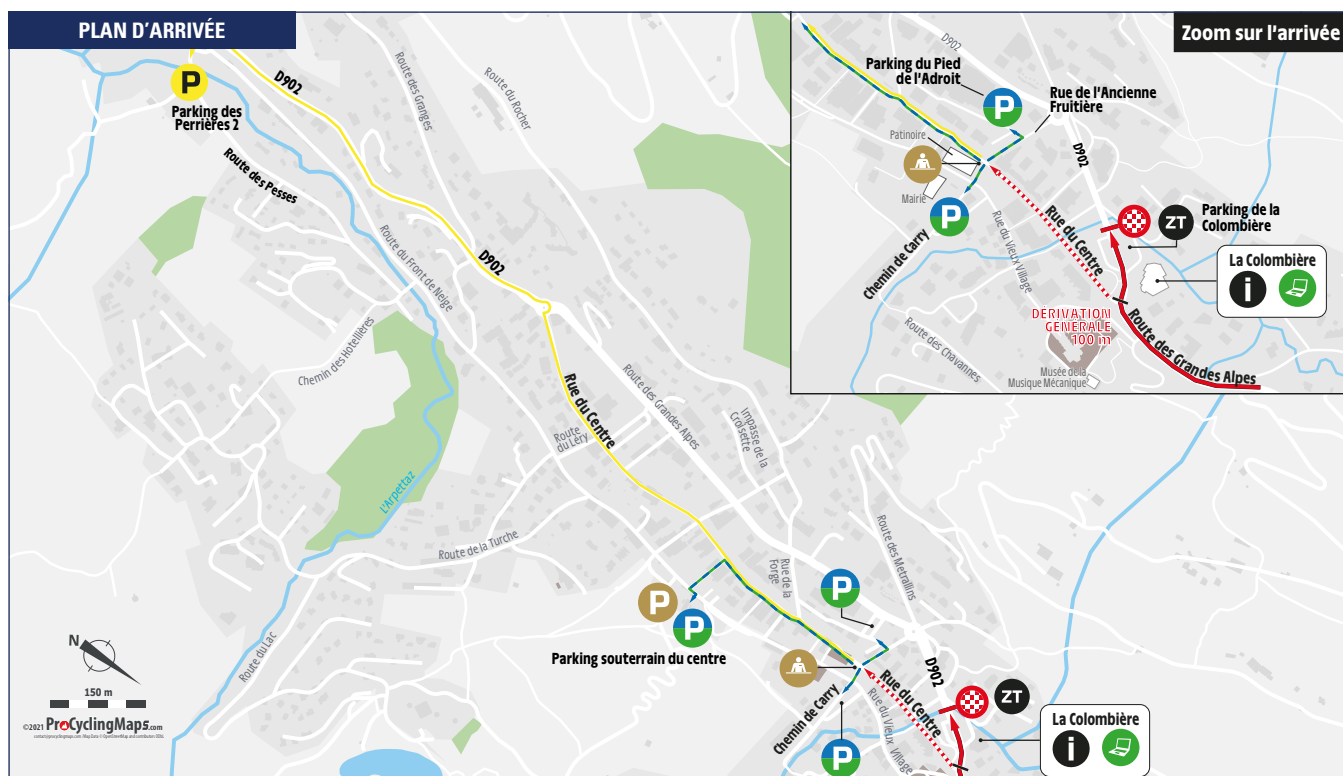 PLAN D'ARRIVÉE
P
Parking des
Perrières 2
D902
Route des Granges
Route du Rocher
Route des Pesses
Route du Front de Neige
D902
Chemin des Hotellières
L'Arpettaz
Rue du Centre
Route
du Léry
Route des Grandes Alpes
Impasse de la
Croisette
Route de la Turche
Rue de la
Forge
Route des Metrallins
P
P
P
Parking souterrain du centre
Route du Lac
D902
Chemin de Carry
Rue du Centre
Rue du Vieux Village
P
ZT
La Colombière
i
N
150 m
©2021 ProCyclingMaps.com
Zoom sur l'arrivée
D902
Parking du Pied
de l'Adroit
P
Rue de l'Ancienne
Fruitière
Patinoire
D902
Mairie
P
Chemin de Carry
Rue du Vieux Village
Rue du Centre
ZT
Parking de la
Colombière
La Colombière
i
DÉRIVATION
GÉNÉRALE
100 m
Route des Grandes Alpes
Route des Chavannes
Musée de la
Musique Mécanique